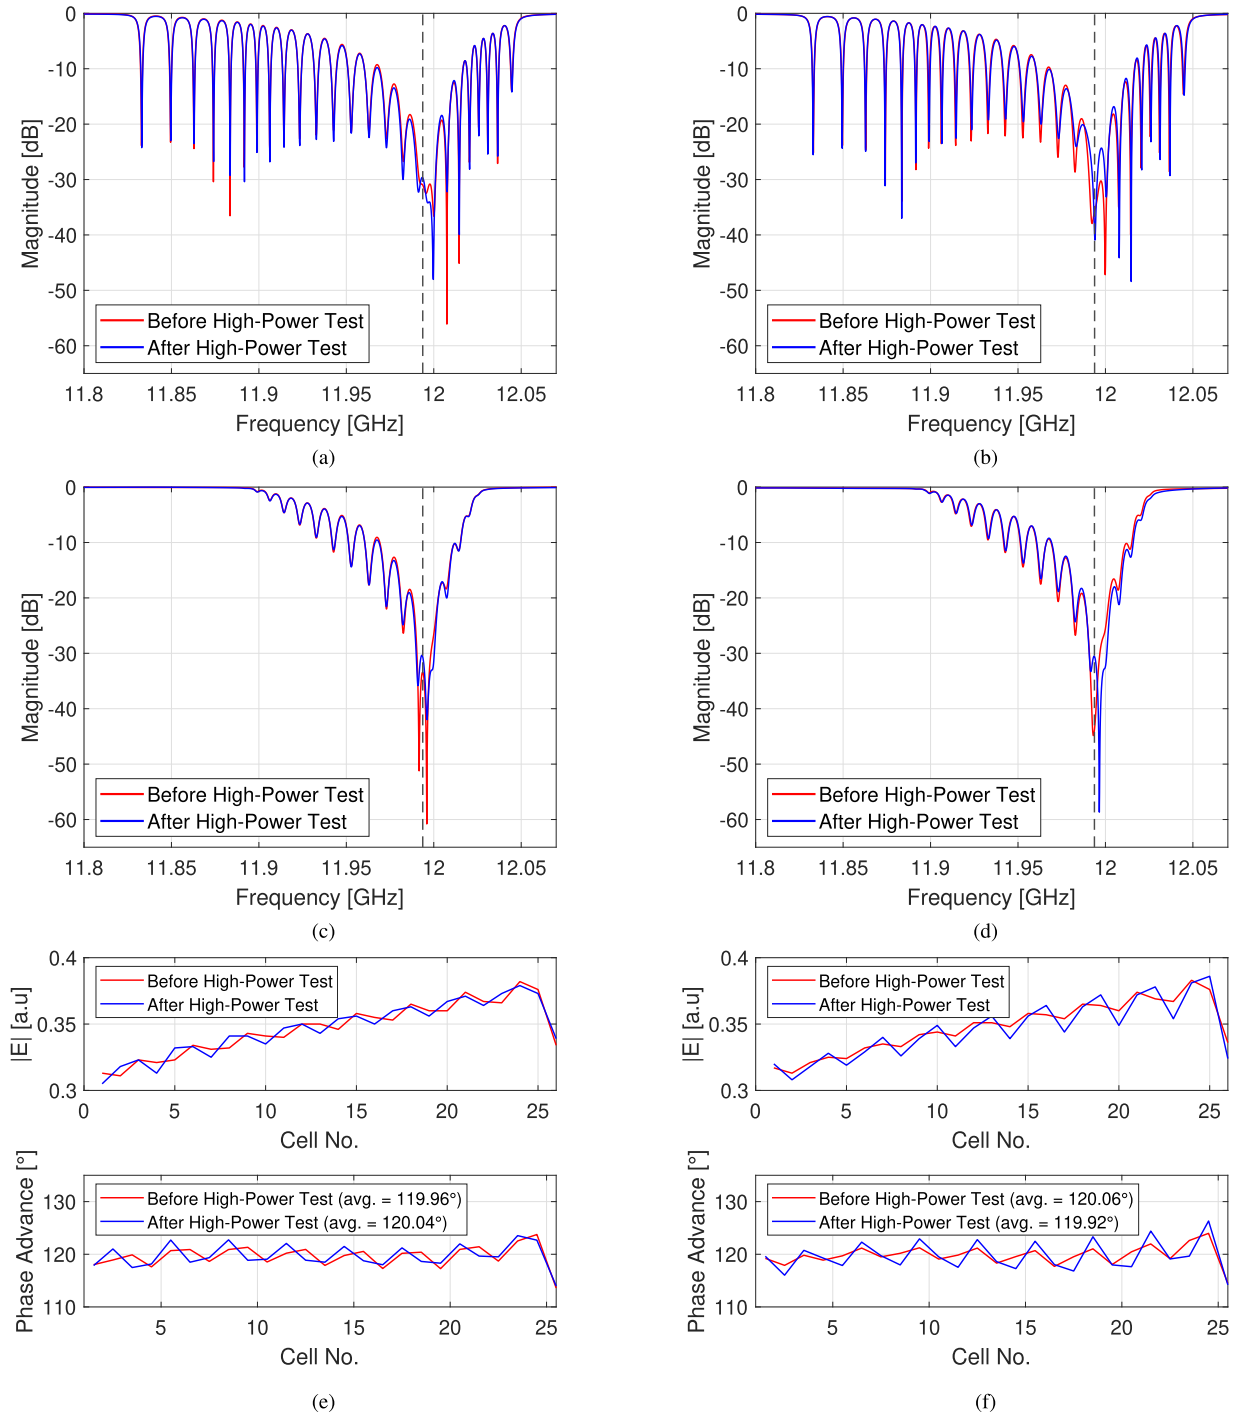 0
-10
-20
-30
-40
-50
-60
Magnitude [dB]
Before High-Power Test
After High-Power Test
11.8 11.85 11.9 11.95 12 12.05
Frequency [GHz]
(a)
0
-10
-20
-30
-40
-50
-60
Magnitude [dB]
Before High-Power Test
After High-Power Test
11.8 11.85 11.9 11.95 12 12.05
Frequency [GHz]
(b)
0
-10
-20
-30
-40
-50
-60
Magnitude [dB]
Before High-Power Test
After High-Power Test
11.8 11.85 11.9 11.95 12 12.05
Frequency [GHz]
(c)
0
-10
-20
-30
-40
-50
-60
Magnitude [dB]
Before High-Power Test
After High-Power Test
11.8 11.85 11.9 11.95 12 12.05
Frequency [GHz]
(d)
0.4
0.35
0.3
|E| [a.u]
Before High-Power Test
After High-Power Test
0 5 10 15 20 25
Cell No.
130
120
110
Phase Advance [°]
Before High-Power Test (avg. = 119.96°)
After High-Power Test (avg. = 120.04°)
5 10 15 20 25
Cell No.
(e)
0.4
0.35
0.3
|E| [a.u]
Before High-Power Test
After High-Power Test
0 5 10 15 20 25
Cell No.
130
120
110
Phase Advance [°]
Before High-Power Test (avg. = 120.06°)
After High-Power Test (avg. = 119.92°)
5 10 15 20 25
Cell No.
(f)